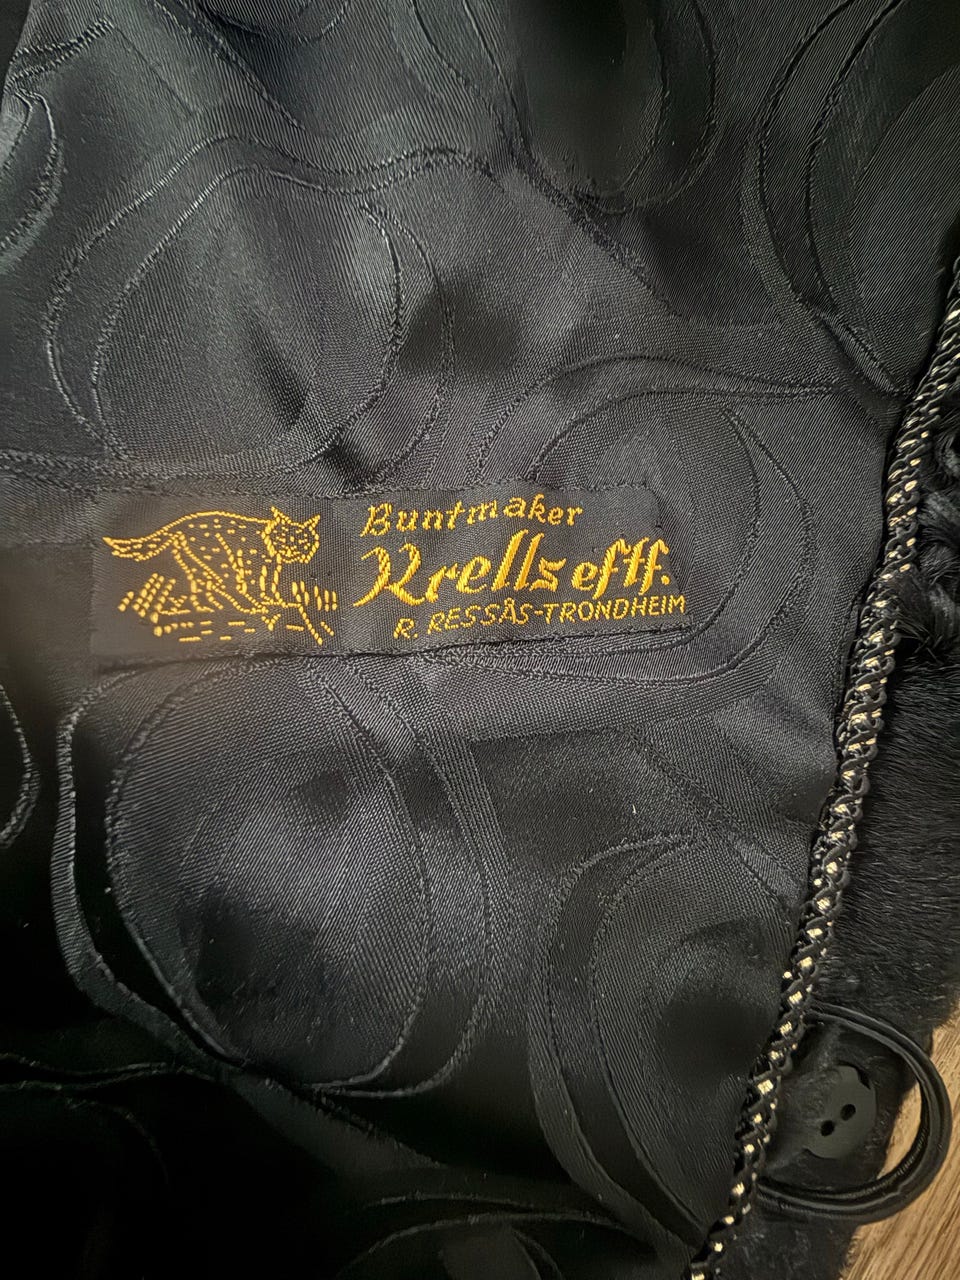 Buntmaker
Krells eftf.
R. RESSÅS-TRONDHEIM